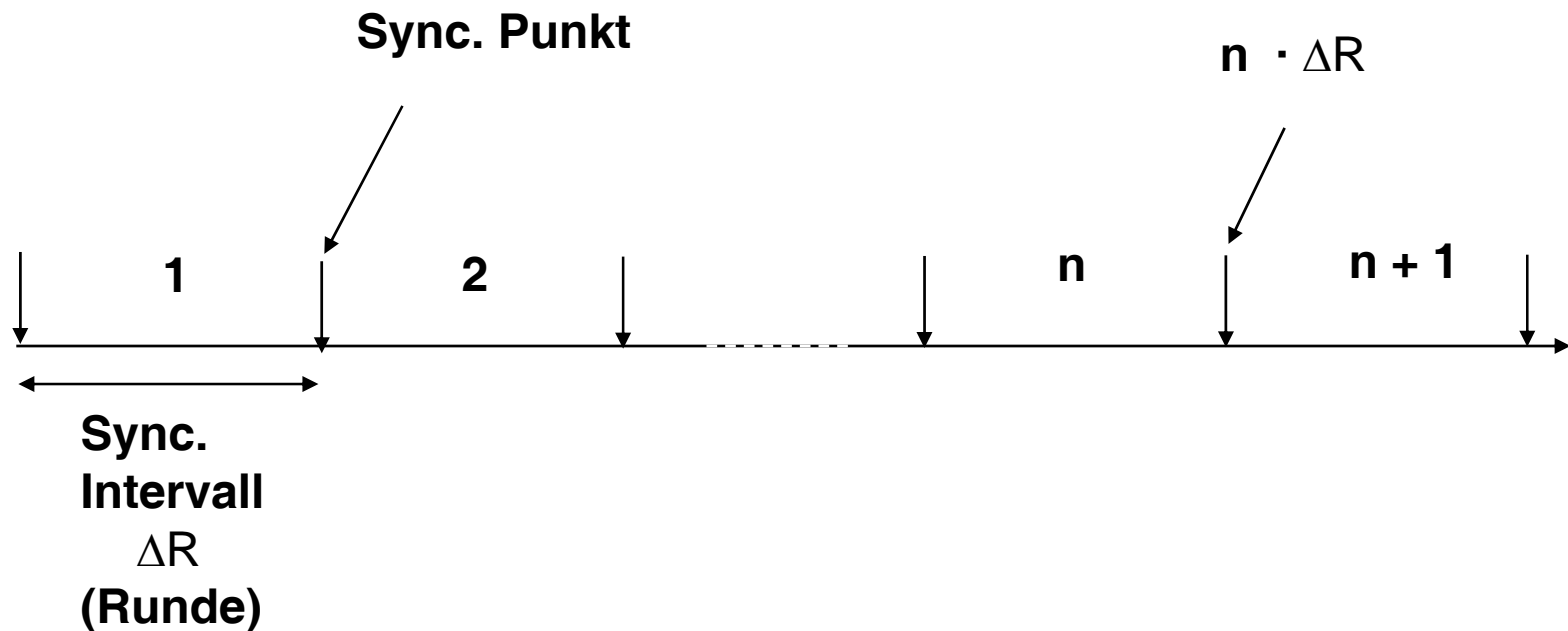 Sync. Punkt
n · ΔR
1
2
n
n + 1
Sync.
Intervall
ΔR
(Runde)